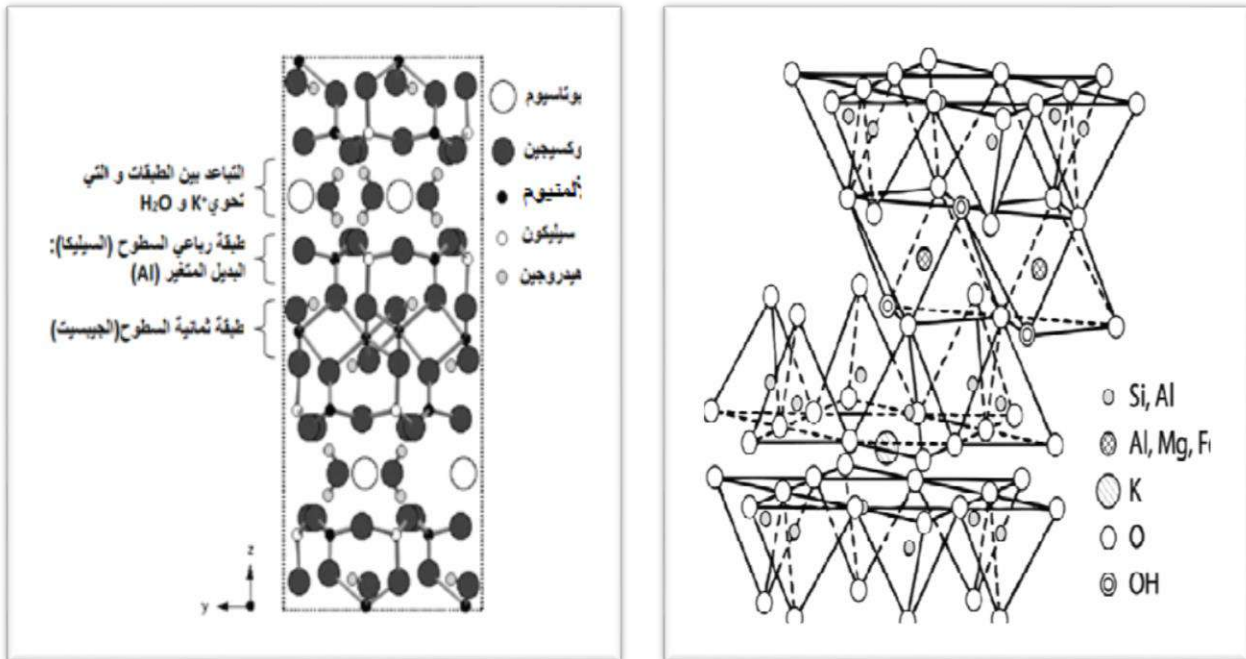 بوتاسيوم
وكسيجين
ألمنيوم
سيليكون
هيدروجين
التباعد بين الطبقات و التي
تحوي K⁺ و H₂O
طبقة رباعي السطوح (السيليكا):
البديل المتغير (Al)
طبقة ثمانية السطوح(الجيبسيت)
z
y
Si, Al
Al, Mg, Fe
K
O
OH